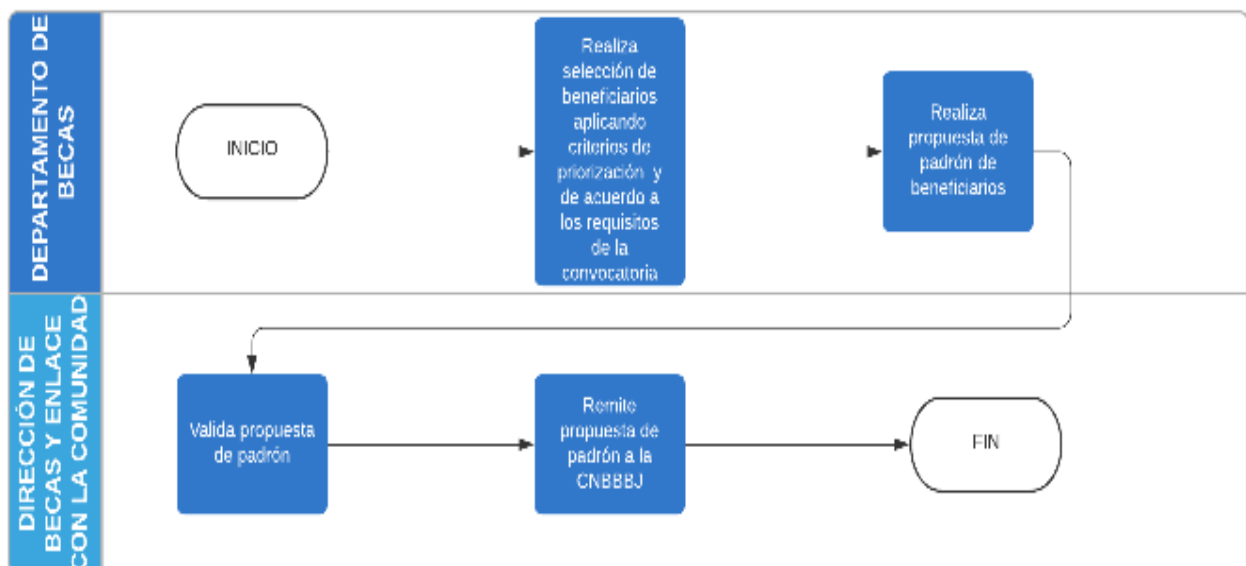 DEPARTAMENTO DE
BECAS
INICIO
Realiza
selección de
beneficiarios
aplicando
criterios de
priorización y
de acuerdo a
los requisitos
de la
convocatoria
Realiza
propuesta de
padrón de
beneficiarios
DIRECCIÓN DE
BECAS Y ENLACE
CON LA COMUNIDAD
Valida propuesta
de padrón
Remite
propuesta de
padrón a la
CNBBBJ
FIN